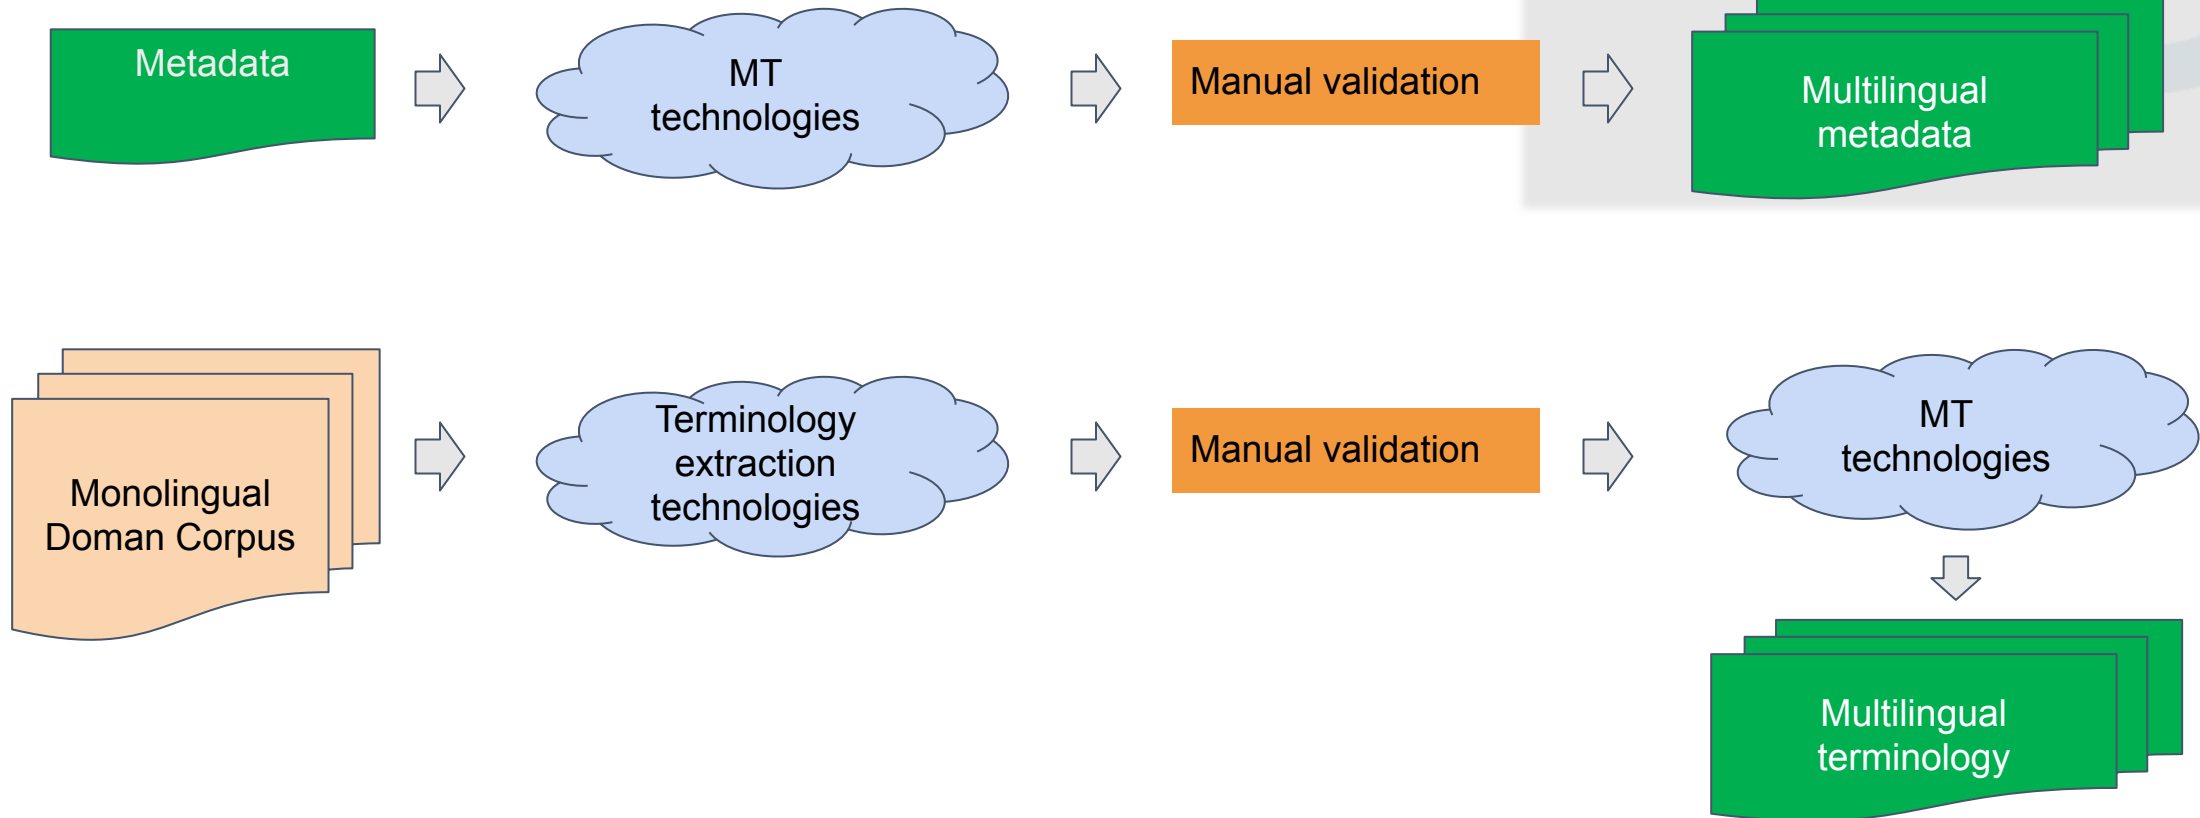 Metadata
MT
technologies
Manual validation
Multilingual
metadata
Monolingual
Doman Corpus
Terminology
extraction
technologies
Manual validation
MT
technologies
Multilingual
terminology